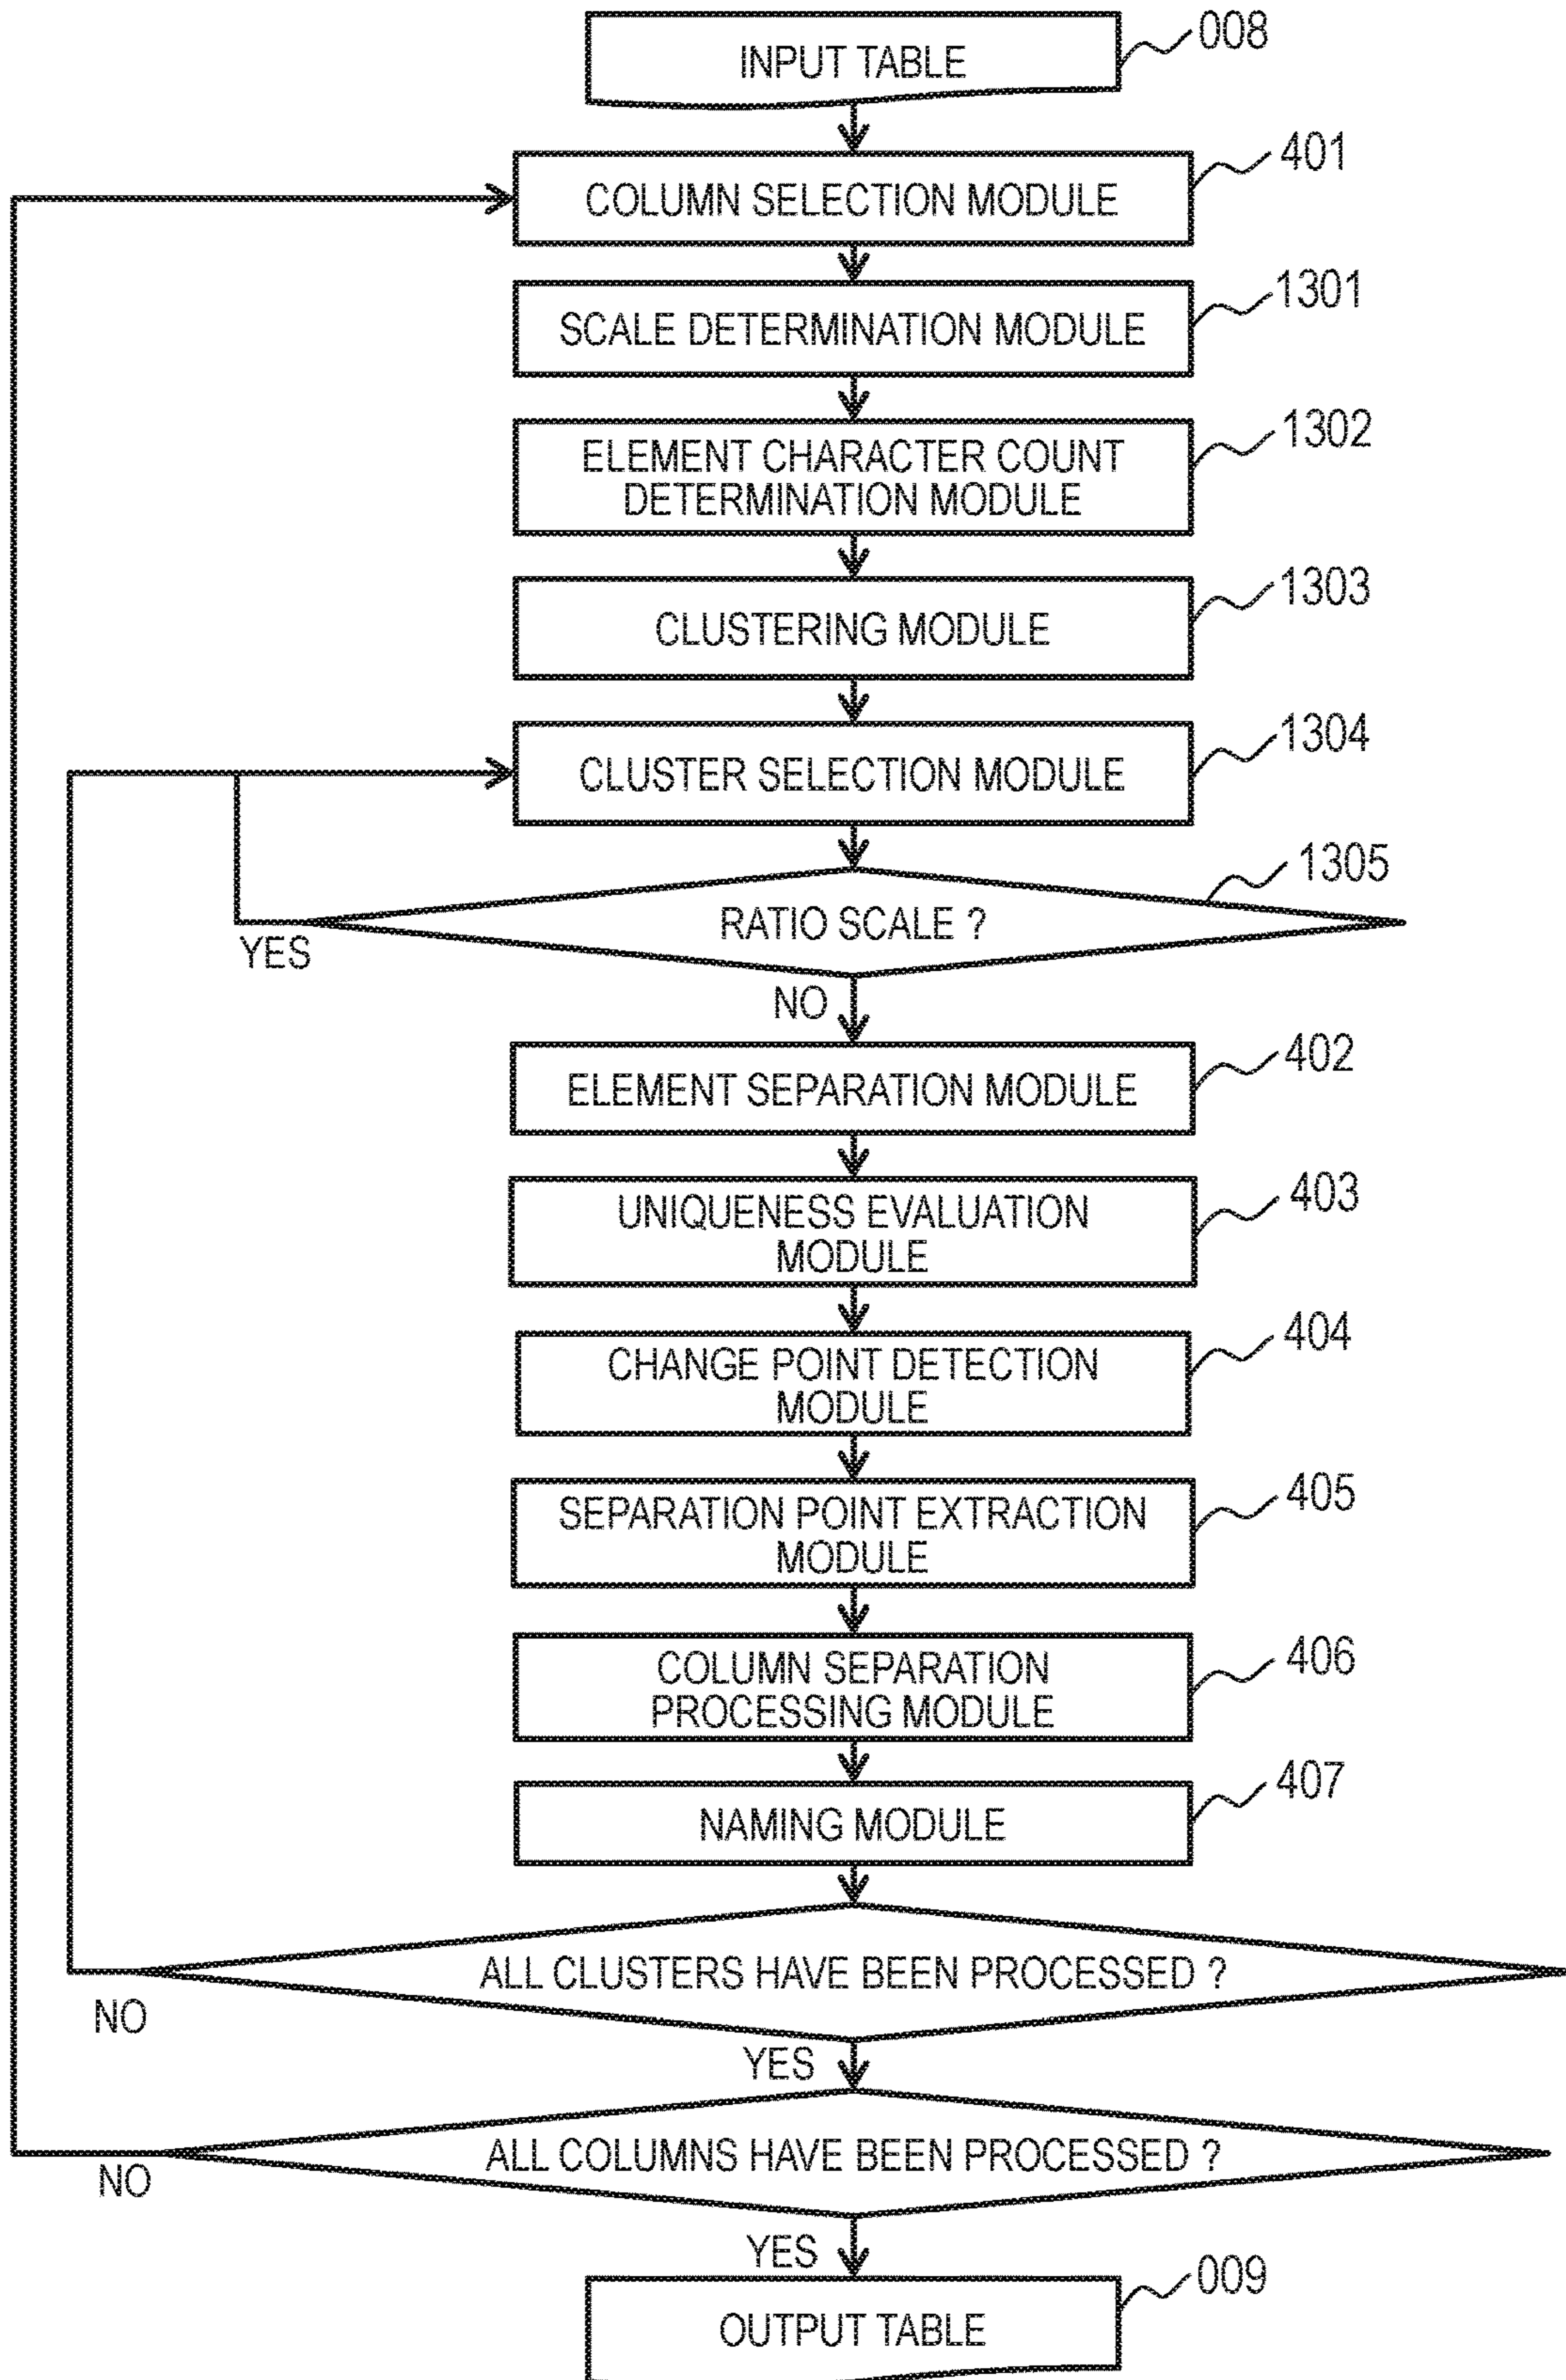 INPUT TABLE
008
COLUMN SELECTION MODULE
401
SCALE DETERMINATION MODULE
1301
ELEMENT CHARACTER COUNT
DETERMINATION MODULE
1302
CLUSTERING MODULE
1303
CLUSTER SELECTION MODULE
1304
RATIO SCALE ?
1305
YES
NO
ELEMENT SEPARATION MODULE
402
UNIQUENESS EVALUATION
MODULE
403
CHANGE POINT DETECTION
MODULE
404
SEPARATION POINT EXTRACTION
MODULE
405
COLUMN SEPARATION
PROCESSING MODULE
406
NAMING MODULE
407
ALL CLUSTERS HAVE BEEN PROCESSED ?
NO
YES
ALL COLUMNS HAVE BEEN PROCESSED ?
NO
YES
OUTPUT TABLE
009